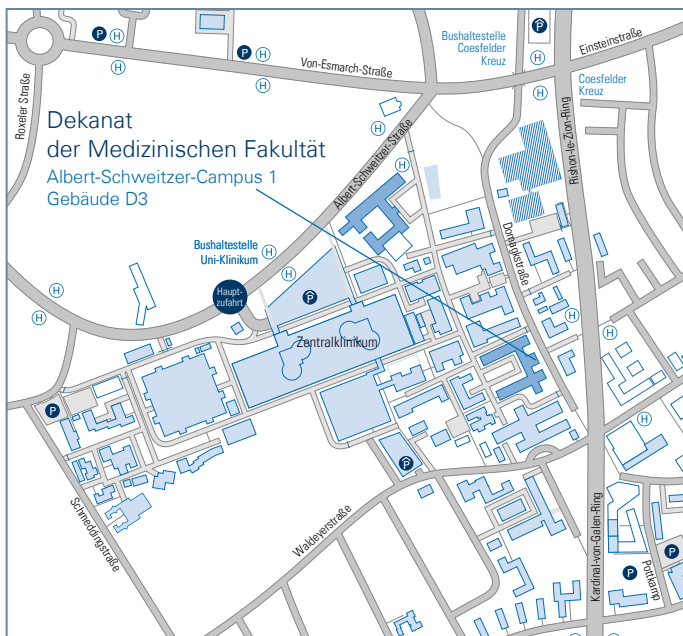 P
H
H
P
H
H
Von-Esmarch-Straße
Bushaltestelle
Coesfelder
Kreuz
P
H
H
Einsteinstraße
Coesfelder
Kreuz
H
H
Roxeler Straße
Dekanat
der Medizinischen Fakultät
Albert-Schweitzer-Campus 1
Gebäude D3
Albert-Schweitzer-Straße
H
H
Rishon-le-Zion-Ring
Domagkstraße
Bushaltestelle
Uni-Klinikum
H
H
Haupt-
zufahrt
P
H
H
Zentralklinikum
H
H
P
P
H
Schmeddingstraße
Waldeyerstraße
Kardinal-von-Galen-Ring
P
P
Pottkamp
H
H